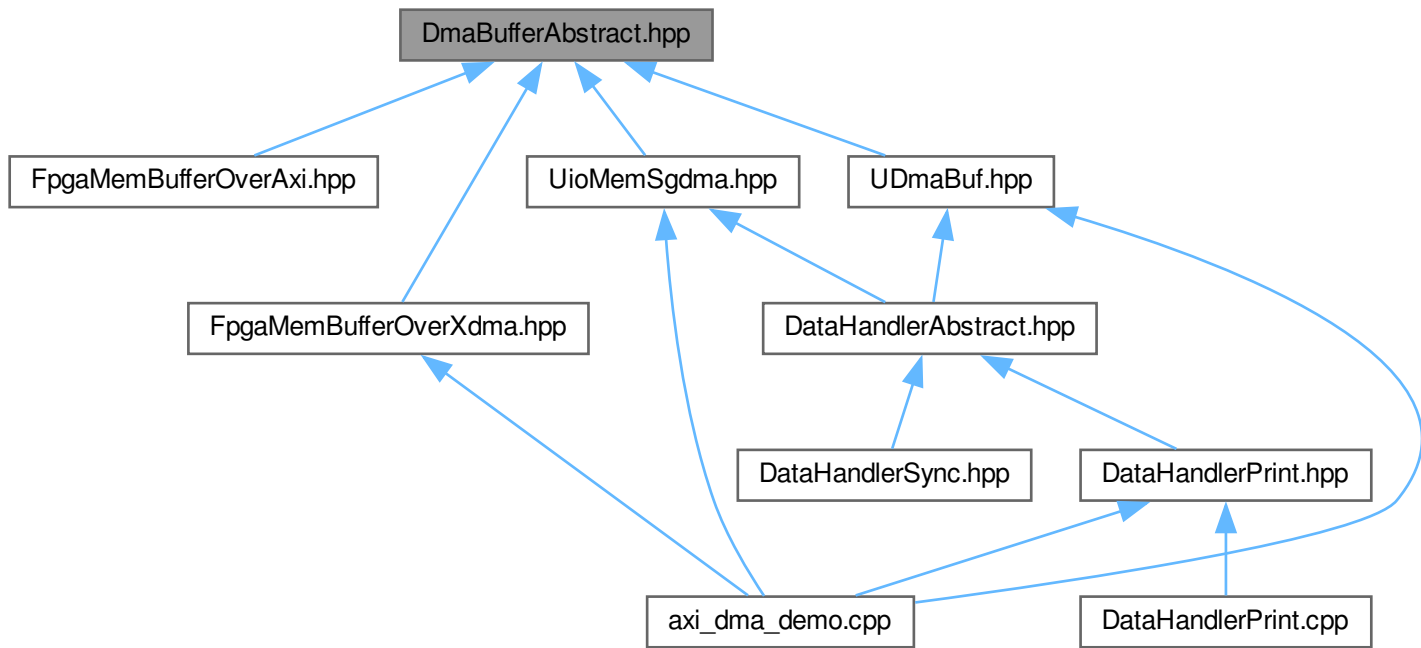 DmaBufferAbstract.hpp
FpgaMemBufferOverAxi.hpp
UioMemSgdma.hpp
UDmaBuf.hpp
FpgaMemBufferOverXdma.hpp
DataHandlerAbstract.hpp
DataHandlerSync.hpp
DataHandlerPrint.hpp
axi_dma_demo.cpp
DataHandlerPrint.cpp